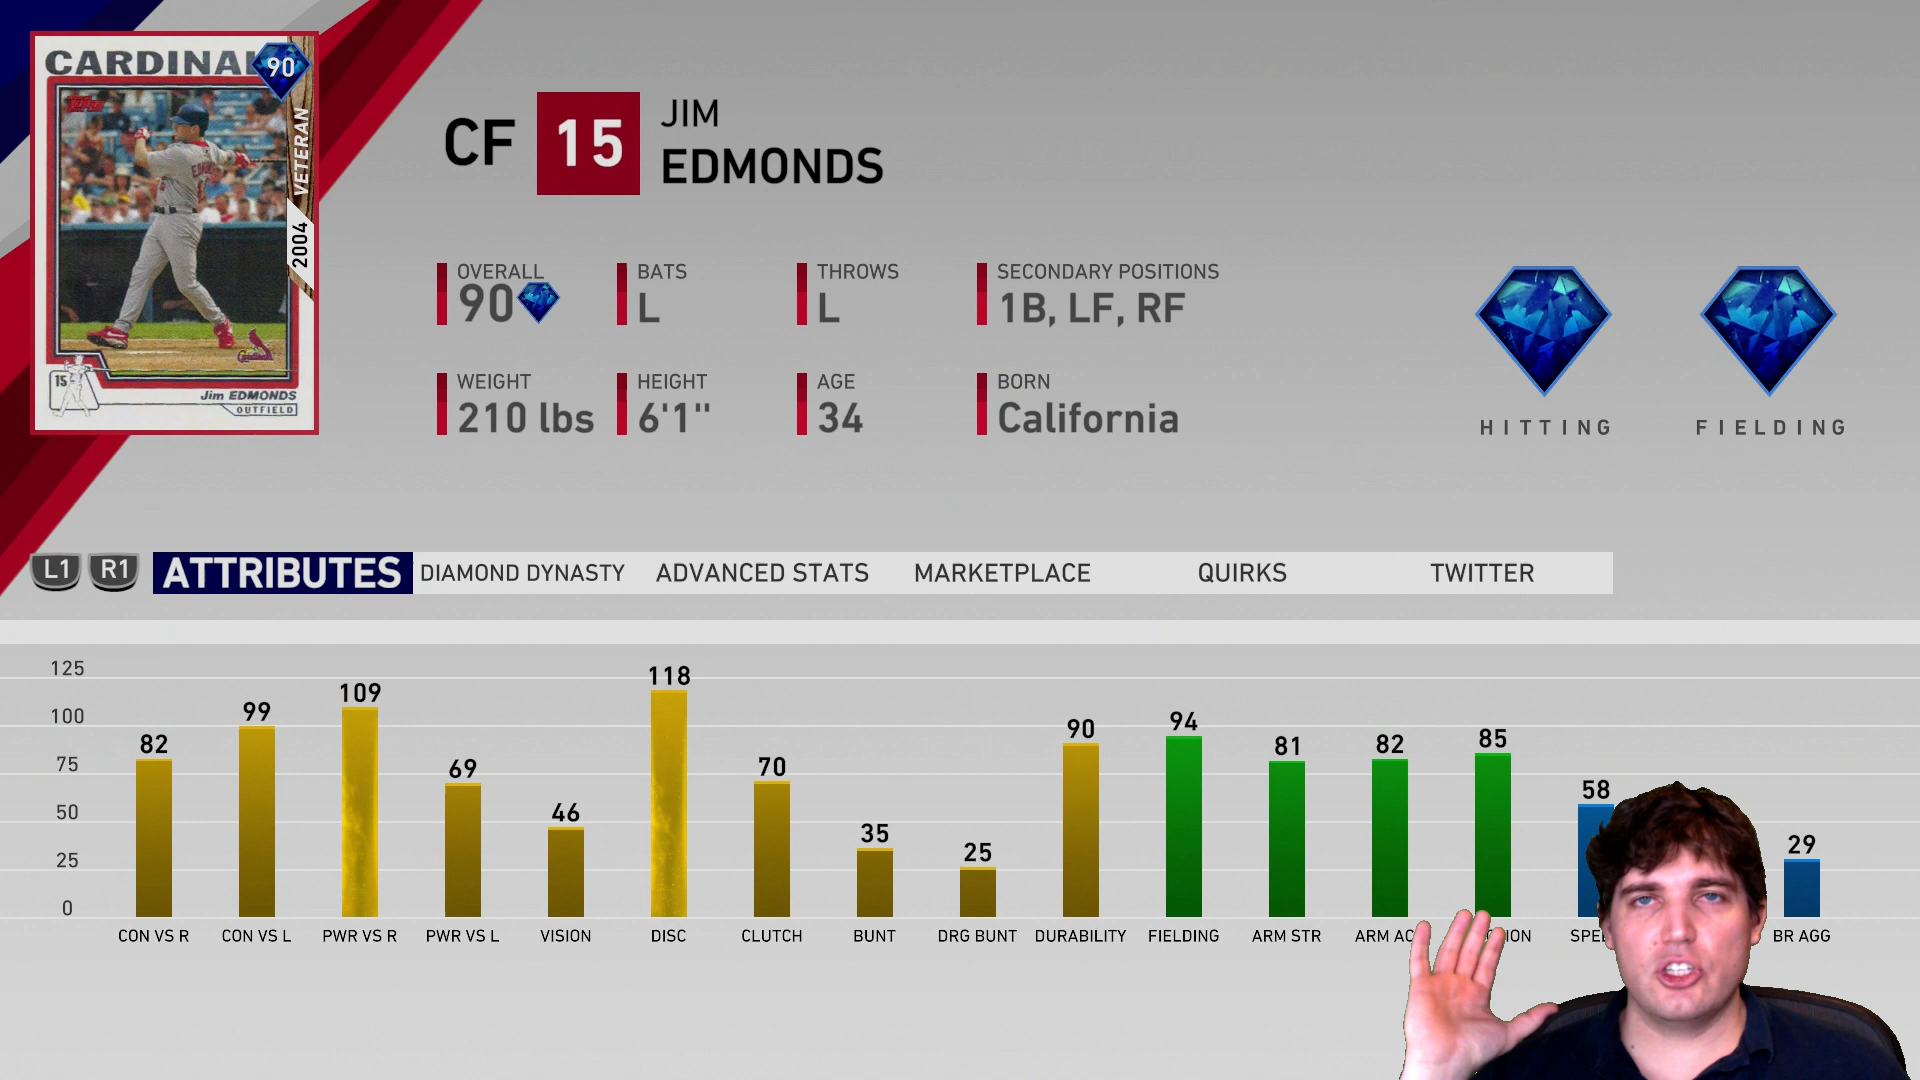 CARDINAL
90
Topps
VETERAN
2004
15
Jim EDMONDS
OUTFIELD
CF
15
JIM
EDMONDS
OVERALL
90
BATS
L
THROWS
L
SECONDARY POSITIONS
1B, LF, RF
WEIGHT
210 lbs
HEIGHT
6'1"
AGE
34
BORN
California
HITTING
FIELDING
L1 R1 ATTRIBUTES DIAMOND DYNASTY ADVANCED STATS MARKETPLACE QUIRKS TWITTER
125
100
75
50
25
0
82 99 109 69 46 118 70 35 25 90 94 81 82 85 58 29
CON VS R CON VS L PWR VS R PWR VS L VISION DISC CLUTCH BUNT DRG BUNT DURABILITY FIELDING ARM STR ARM BR AGG